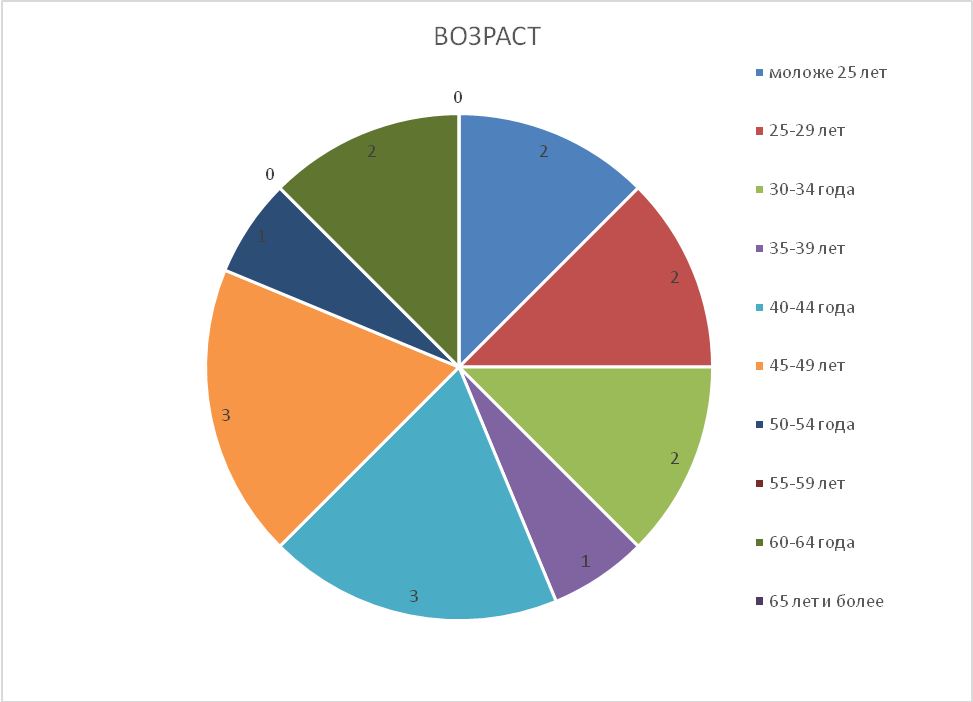 ВОЗРАСТ
0
2
2
2
1
3
3
1
0
2
моложе 25 лет
25-29 лет
30-34 года
35-39 лет
40-44 года
45-49 лет
50-54 года
55-59 лет
60-64 года
65 лет и более